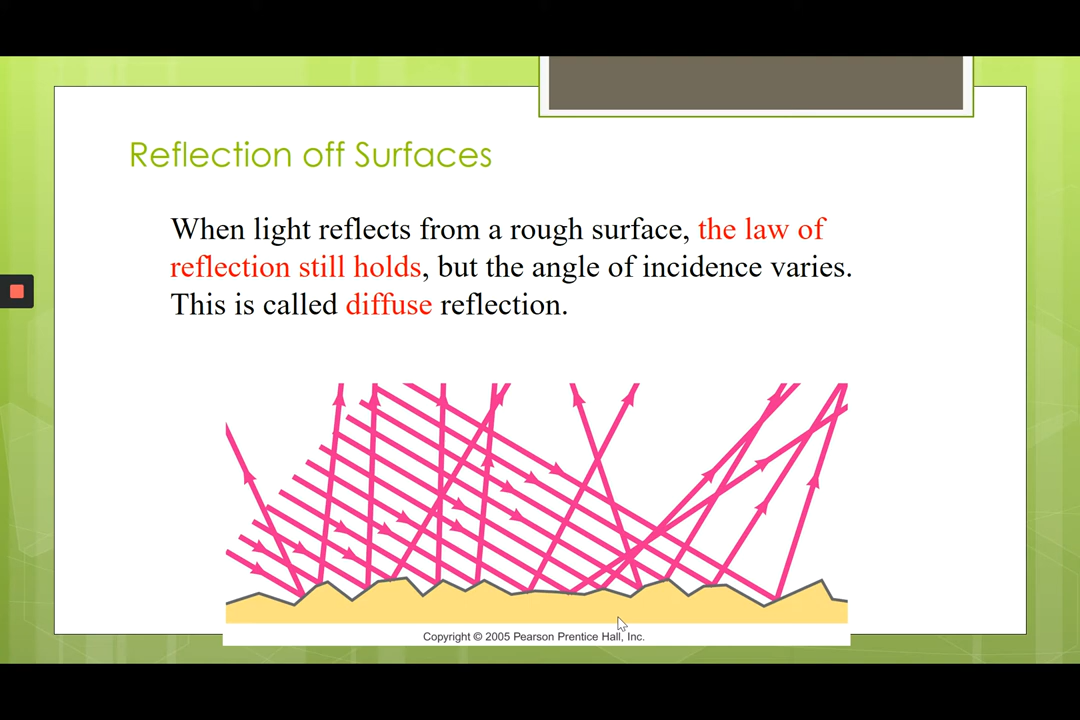 Reflection off Surfaces
When light reflects from a rough surface, the law of
reflection still holds, but the angle of incidence varies.
This is called diffuse reflection.
Copyright © 2005 Pearson Prentice Hall, Inc.